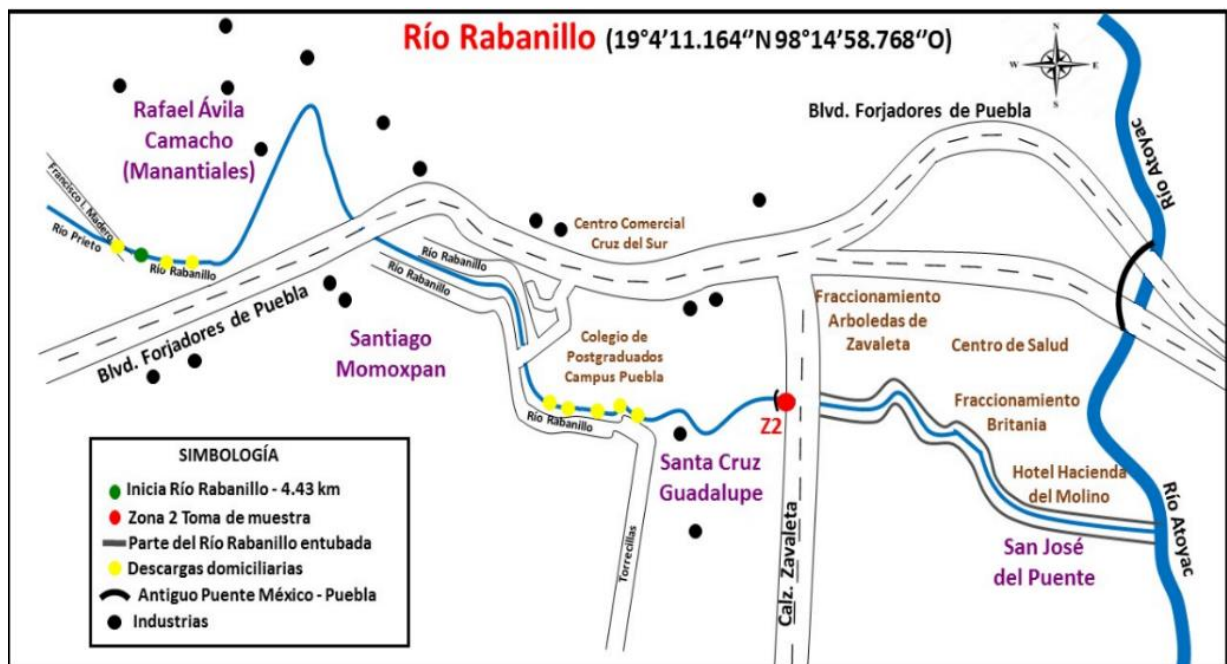 Río Rabanillo (19°4'11.164''N 98°14'58.768''O)
N
W
E
S
Rafael Ávila
Camacho
(Manantiales)
Blvd. Forjadores de Puebla
Río Atoyac
Francisco I. Madero
Río Prieto
Río Rabanillo
Centro Comercial
Cruz del Sur
Río Rabanillo
Río Rabanillo
Blvd. Forjadores de Puebla
Santiago
Momoxpan
Colegio de
Postgraduados
Campus Puebla
Fraccionamiento
Arboledas de
Zavaleta
Centro de Salud
Fraccionamiento
Britania
Río Rabanillo
Z2
Santa Cruz
Guadalupe
Hotel Hacienda
del Molino
Río Atoyac
San José
del Puente
Torrecillas
Calz. Zavaleta
SIMBOLOGÍA
Inicia Río Rabanillo - 4.43 km
Zona 2 Toma de muestra
Parte del Río Rabanillo entubada
Descargas domiciliarias
Antiguo Puente México - Puebla
Industrias